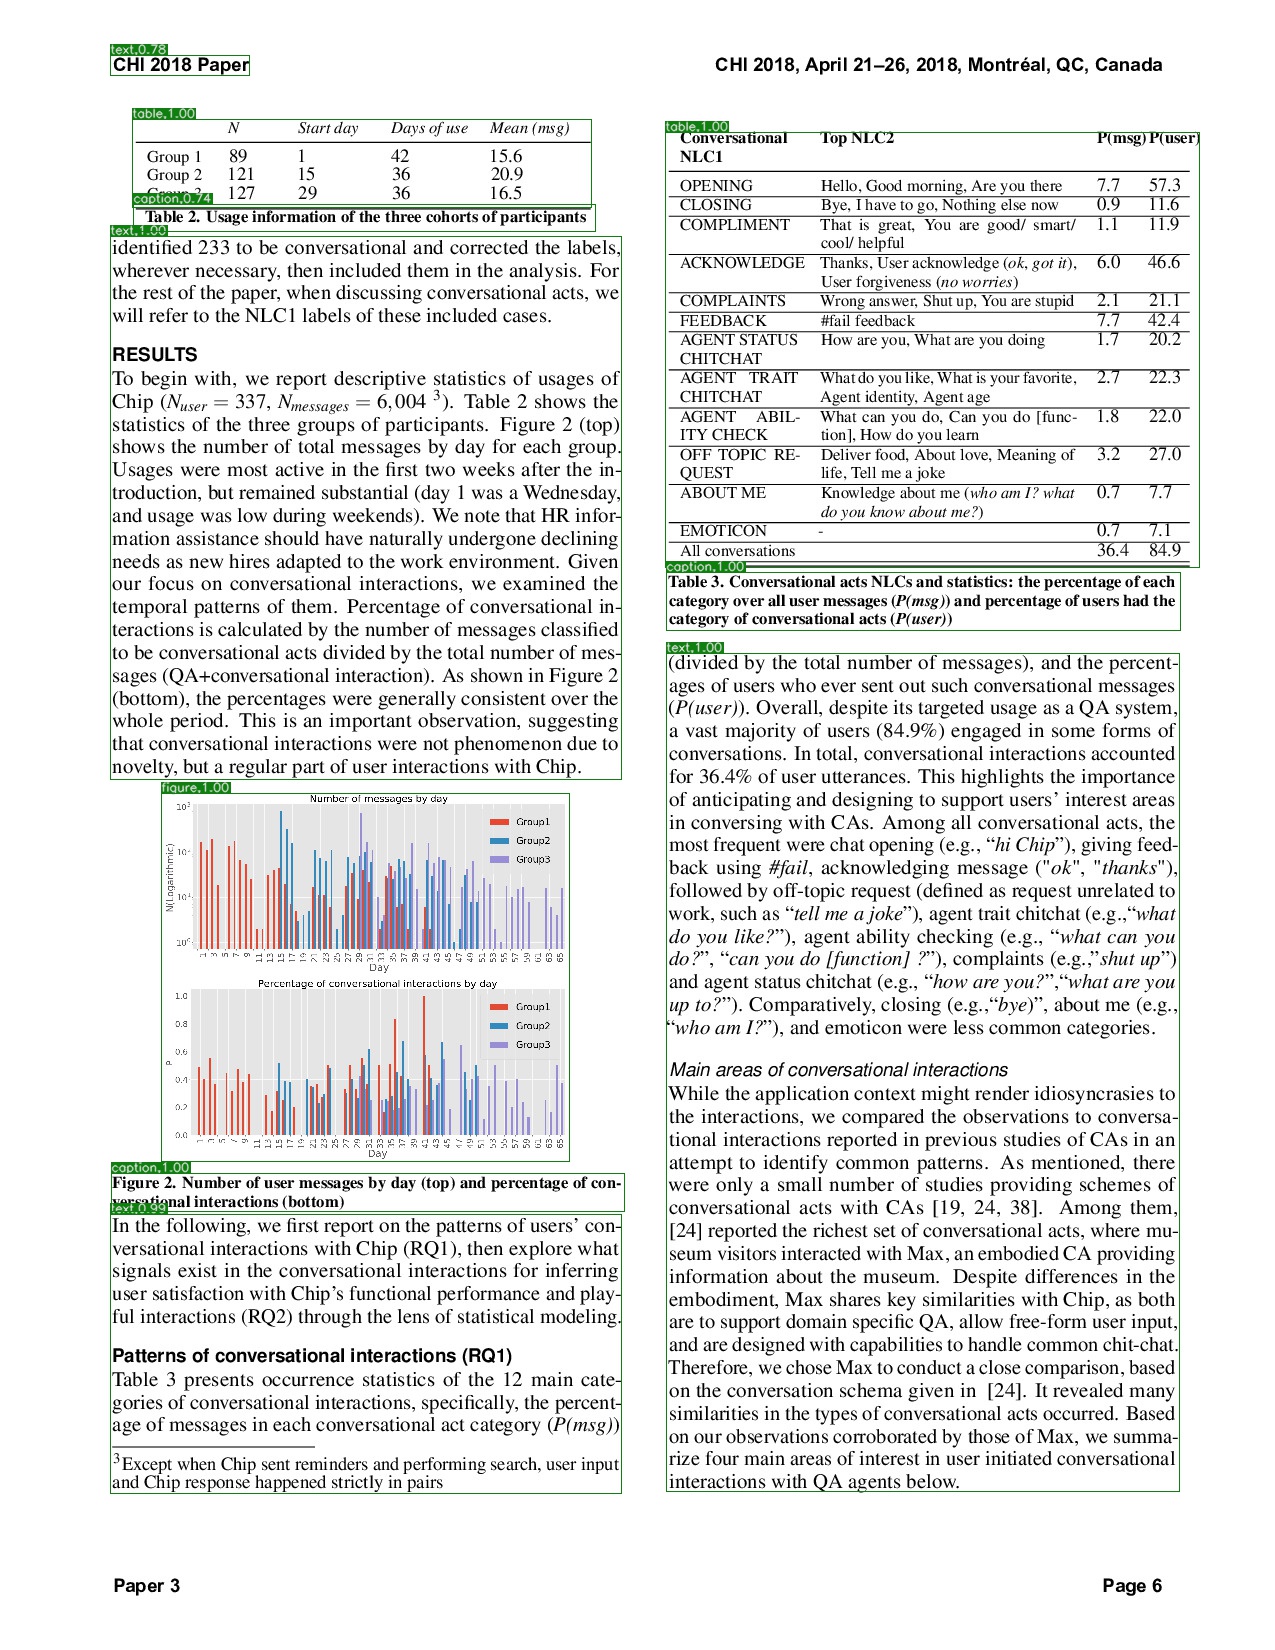 text,0.78
CHI 2018 Paper
CHI 2018, April 21–26, 2018, Montréal, QC, Canada
table,1.00
N Start day Days of use Mean (msg)
Group 1 89 1 42 15.6
Group 2 121 15 36 20.9
Group 3 127 29 36 16.5
caption,0.74
Table 2. Usage information of the three cohorts of participants
text,1.00
identified 233 to be conversational and corrected the labels,
wherever necessary, then included them in the analysis. For
the rest of the paper, when discussing conversational acts, we
will refer to the NLC1 labels of these included cases.
RESULTS
To begin with, we report descriptive statistics of usages of
Chip (Nuser = 337, Nmessages = 6,004 3). Table 2 shows the
statistics of the three groups of participants. Figure 2 (top)
shows the number of total messages by day for each group.
Usages were most active in the first two weeks after the in-
troduction, but remained substantial (day 1 was a Wednesday,
and usage was low during weekends). We note that HR infor-
mation assistance should have naturally undergone declining
needs as new hires adapted to the work environment. Given
our focus on conversational interactions, we examined the
temporal patterns of them. Percentage of conversational in-
teractions is calculated by the number of messages classified
to be conversational acts divided by the total number of mes-
sages (QA+conversational interaction). As shown in Figure 2
(bottom), the percentages were generally consistent over the
whole period. This is an important observation, suggesting
that conversational interactions were not phenomenon due to
novelty, but a regular part of user interactions with Chip.
figure,1.00
Number of messages by day
N(Logarithmic)
10³
10²
10¹
10⁰
Group1
Group2
Group3
1 3 5 7 9 11 13 15 17 19 21 23 25 27 29 31 33 35 37 39 41 43 45 47 49 51 53 55 57 59 61 63 65
Day
Percentage of conversational interactions by day
P
1.0
0.8
0.6
0.4
0.2
0.0
Group1
Group2
Group3
1 3 5 7 9 11 13 15 17 19 21 23 25 27 29 31 33 35 37 39 41 43 45 47 49 51 53 55 57 59 61 63 65
Day
caption,1.00
Figure 2. Number of user messages by day (top) and percentage of con-
versational interactions (bottom)
text,0.99
In the following, we first report on the patterns of users' con-
versational interactions with Chip (RQ1), then explore what
signals exist in the conversational interactions for inferring
user satisfaction with Chip's functional performance and play-
ful interactions (RQ2) through the lens of statistical modeling.
Patterns of conversational interactions (RQ1)
Table 3 presents occurrence statistics of the 12 main cate-
gories of conversational interactions, specifically, the percent-
age of messages in each conversational act category (P(msg))
3Except when Chip sent reminders and performing search, user input
and Chip response happened strictly in pairs
table,1.00
Conversational Top NLC2 P(msg) P(user)
NLC1
OPENING Hello, Good morning, Are you there 7.7 57.3
CLOSING Bye, I have to go, Nothing else now 0.9 11.6
COMPLIMENT That is great, You are good/ smart/ 1.1 11.9
cool/ helpful
ACKNOWLEDGE Thanks, User acknowledge (ok, got it), 6.0 46.6
User forgiveness (no worries)
COMPLAINTS Wrong answer, Shut up, You are stupid 2.1 21.1
FEEDBACK #fail feedback 7.7 42.4
AGENT STATUS How are you, What are you doing 1.7 20.2
CHITCHAT
AGENT TRAIT What do you like, What is your favorite, 2.7 22.3
CHITCHAT Agent identity, Agent age
AGENT ABIL- What can you do, Can you do [func- 1.8 22.0
ITY CHECK tion], How do you learn
OFF TOPIC RE- Deliver food, About love, Meaning of 3.2 27.0
QUEST life, Tell me a joke
ABOUT ME Knowledge about me (who am I? what 0.7 7.7
do you know about me?)
EMOTICON - 0.7 7.1
All conversations 36.4 84.9
caption,1.00
Table 3. Conversational acts NLCs and statistics: the percentage of each
category over all user messages (P(msg)) and percentage of users had the
category of conversational acts (P(user))
text,1.00
(divided by the total number of messages), and the percent-
ages of users who ever sent out such conversational messages
(P(user)). Overall, despite its targeted usage as a QA system,
a vast majority of users (84.9%) engaged in some forms of
conversations. In total, conversational interactions accounted
for 36.4% of user utterances. This highlights the importance
of anticipating and designing to support users' interest areas
in conversing with CAs. Among all conversational acts, the
most frequent were chat opening (e.g., “hi Chip”), giving feed-
back using #fail, acknowledging message ("ok", "thanks"),
followed by off-topic request (defined as request unrelated to
work, such as “tell me a joke”), agent trait chitchat (e.g.,“what
do you like?”), agent ability checking (e.g., “what can you
do?”, “can you do [function] ?”), complaints (e.g.,”shut up”)
and agent status chitchat (e.g., “how are you?”,“what are you
up to?”). Comparatively, closing (e.g.,“bye)”, about me (e.g.,
“who am I?”), and emoticon were less common categories.
Main areas of conversational interactions
While the application context might render idiosyncrasies to
the interactions, we compared the observations to conversa-
tional interactions reported in previous studies of CAs in an
attempt to identify common patterns. As mentioned, there
were only a small number of studies providing schemes of
conversational acts with CAs [19, 24, 38]. Among them,
[24] reported the richest set of conversational acts, where mu-
seum visitors interacted with Max, an embodied CA providing
information about the museum. Despite differences in the
embodiment, Max shares key similarities with Chip, as both
are to support domain specific QA, allow free-form user input,
and are designed with capabilities to handle common chit-chat.
Therefore, we chose Max to conduct a close comparison, based
on the conversation schema given in [24]. It revealed many
similarities in the types of conversational acts occurred. Based
on our observations corroborated by those of Max, we summa-
rize four main areas of interest in user initiated conversational
interactions with QA agents below.
Paper 3
Page 6